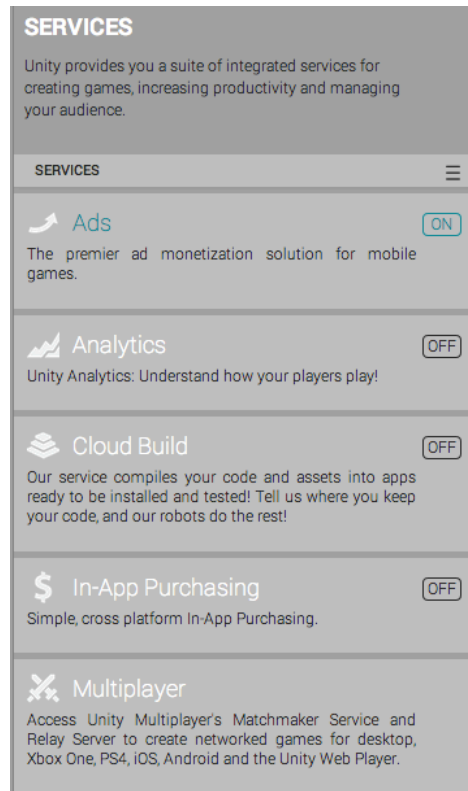 SERVICES
Unity provides you a suite of integrated services for
creating games, increasing productivity and managing
your audience.
SERVICES
Ads
ON
The premier ad monetization solution for mobile
games.
Analytics
OFF
Unity Analytics: Understand how your players play!
Cloud Build
OFF
Our service compiles your code and assets into apps
ready to be installed and tested! Tell us where you keep
your code, and our robots do the rest!
In-App Purchasing
OFF
Simple, cross platform In-App Purchasing.
Multiplayer
Access Unity Multiplayer's Matchmaker Service and
Relay Server to create networked games for desktop,
Xbox One, PS4, iOS, Android and the Unity Web Player.